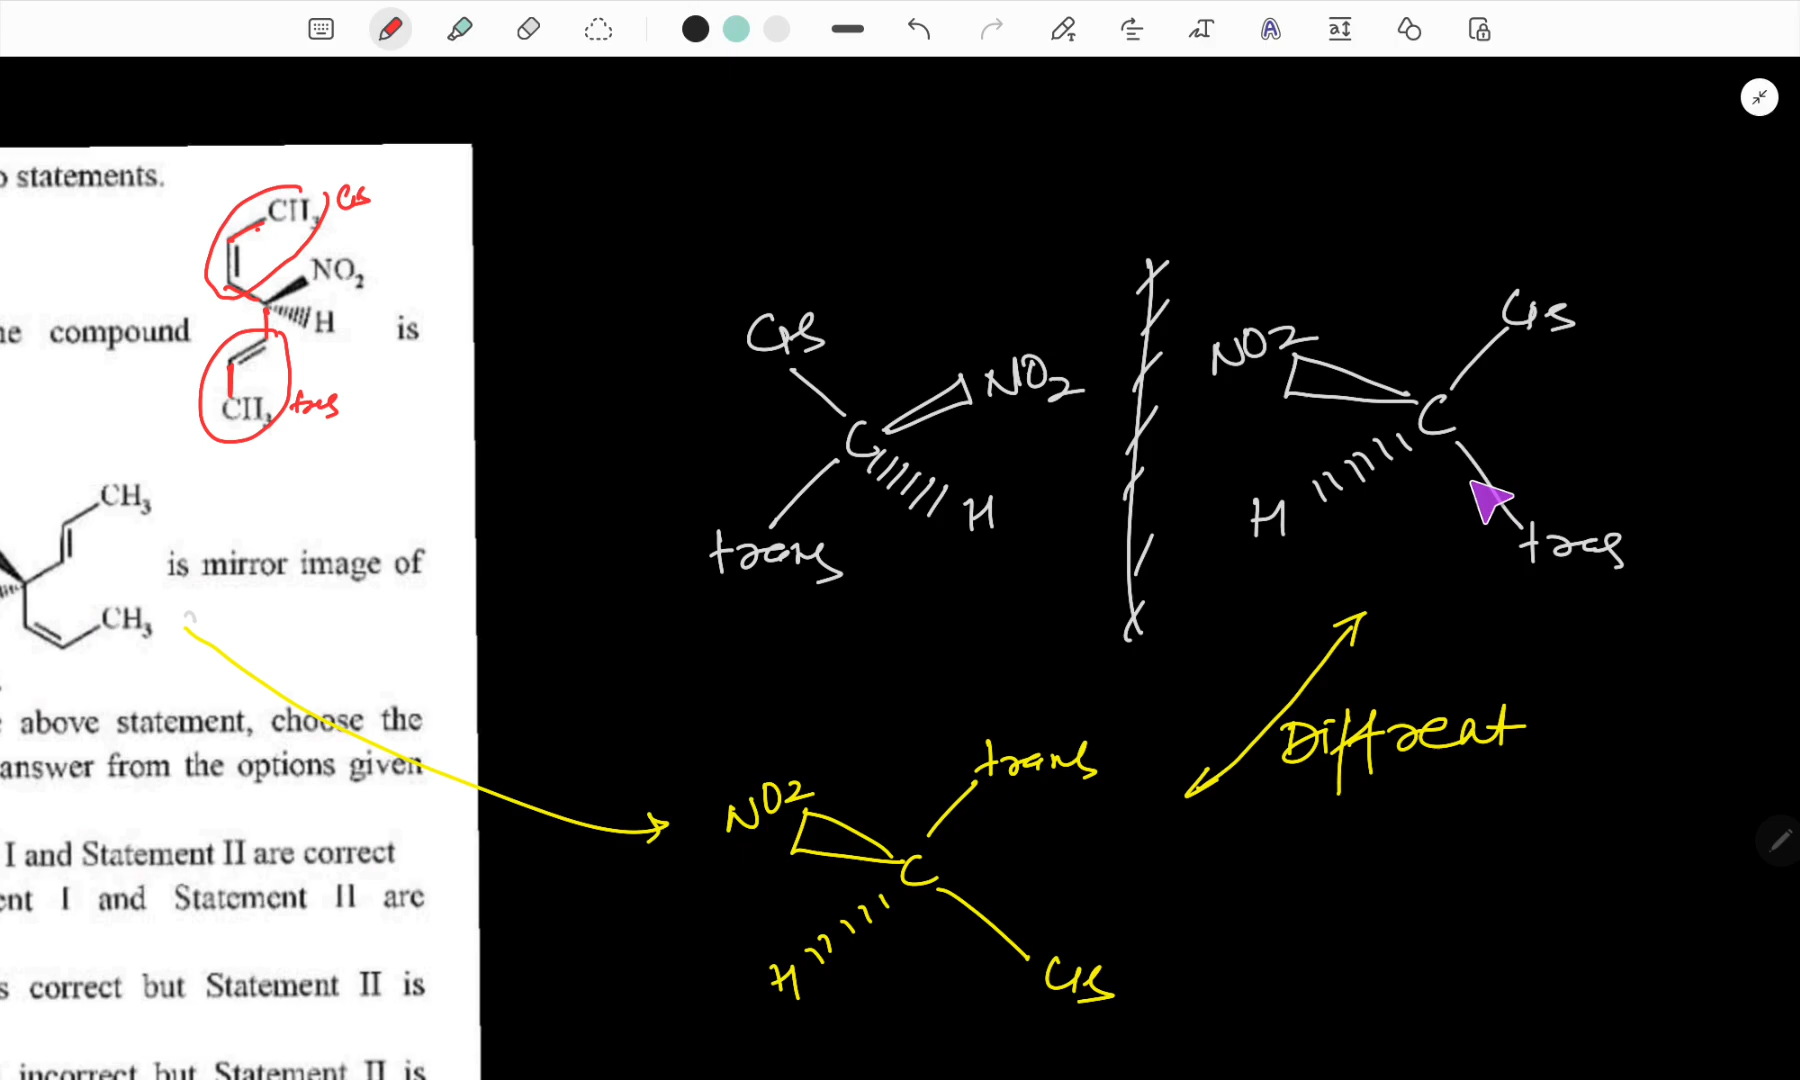 statements.
CH3
cis
NO2
H
compound
is
CH3
CH3
is mirror image of
CH3
above statement, choose the
answer from the options given
I and Statement II are correct
I and Statement II are
correct but Statement II is
incorrect but Statement II is
Cis
C
NO2
H
trans
NO2
Cis
C
H
trans
Different
trans
NO2
C
H
Cis